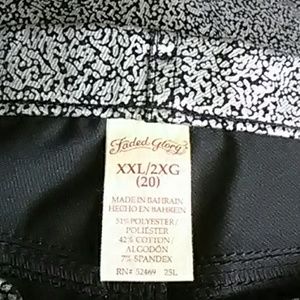 Faded Glory
XXL/2XG
(20)
MADE IN BAHRAIN
HECHO EN BAHREIN
51% POLYESTER/
POLIÉSTER
42% COTTON/
ALGODÓN
7% SPANDEX
RN# 52469 25L